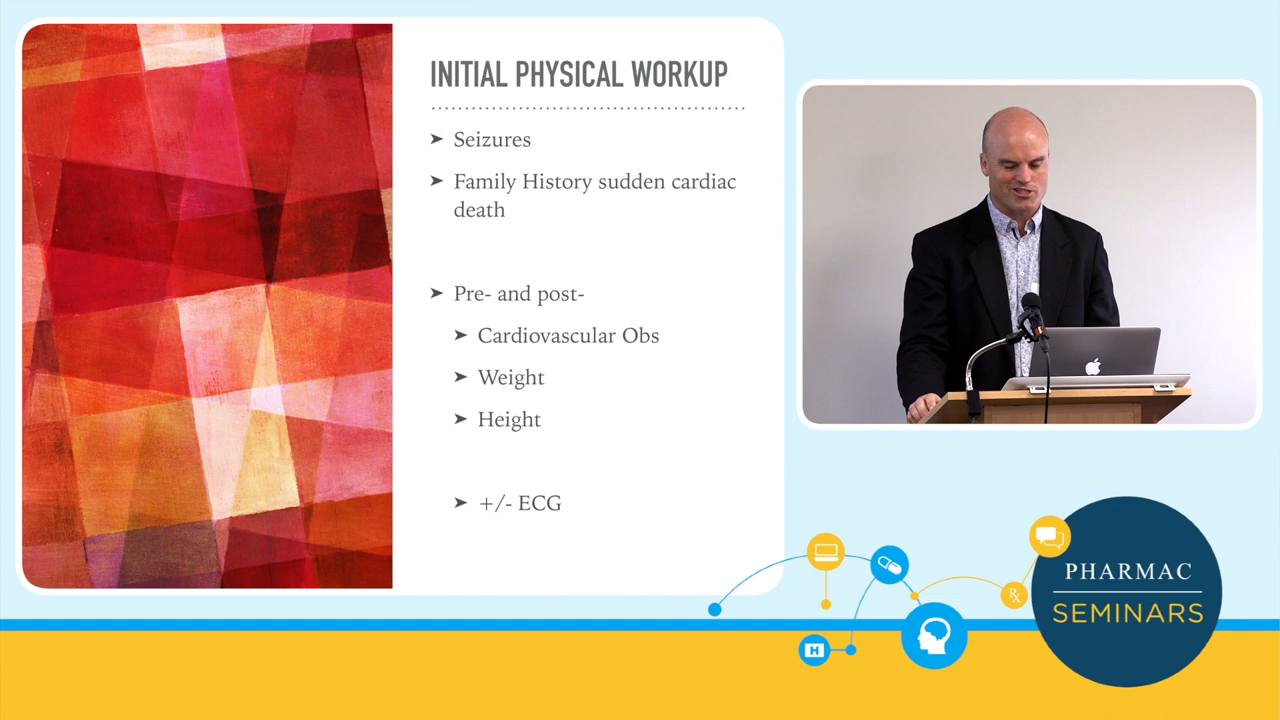 INITIAL PHYSICAL WORKUP
➤ Seizures
➤ Family History sudden cardiac
death
➤ Pre- and post-
➤ Cardiovascular Obs
➤ Weight
➤ Height
➤ +/- ECG
H
Rx
PHARMAC
SEMINARS